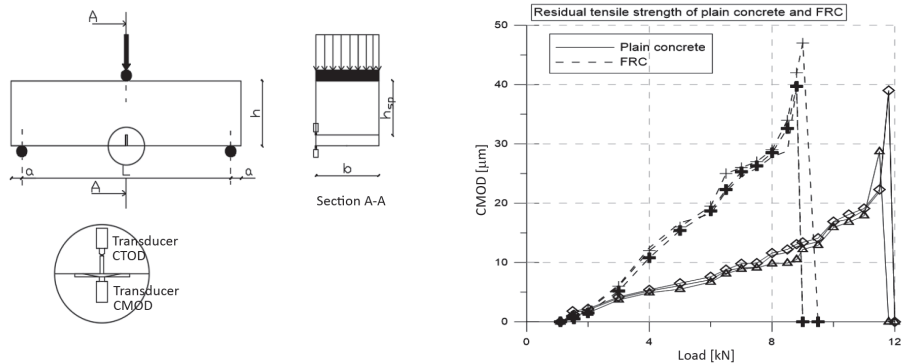 A
h
h_sp
a
L
a
A
b
Section A-A
Transducer
CTOD
Transducer
CMOD
Residual tensile strength of plain concrete and FRC
Plain concrete
FRC
50
40
30
20
10
0
CMOD [μm]
0
4
8
12
Load [kN]